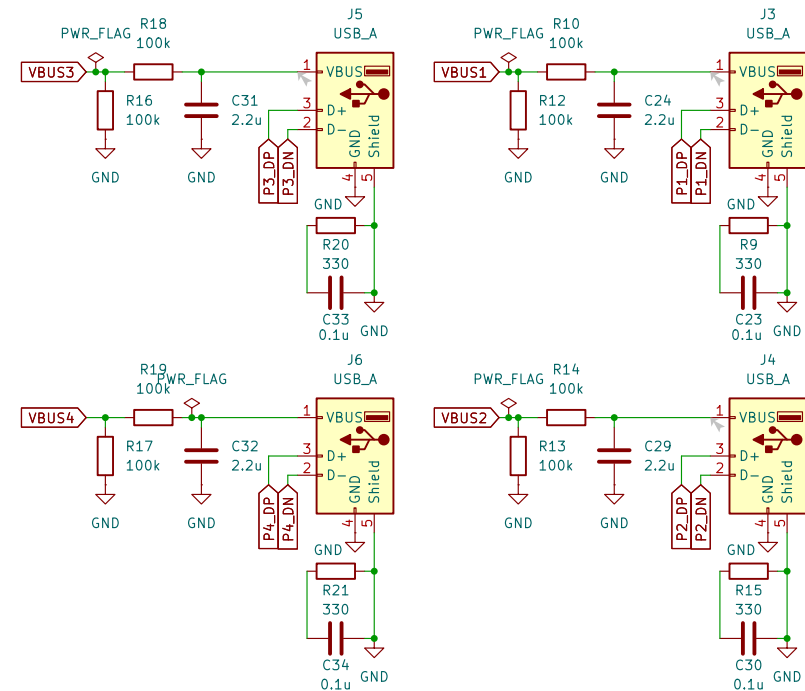 J5
USB_A
R18
100k
PWR_FLAG
VBUS3
1
VBUS
R16
100k
C31
2.2u
3
D+
2
D-
GND
Shield
GND
GND
P3_DP
P3_DN
4
5
GND
R20
330
C33
0.1u
GND
J3
USB_A
R10
100k
PWR_FLAG
VBUS1
1
VBUS
R12
100k
C24
2.2u
3
D+
2
D-
GND
Shield
GND
GND
P1_DP
P1_DN
4
5
GND
R9
330
C23
0.1u
GND
J6
USB_A
R19
100k
PWR_FLAG
VBUS4
1
VBUS
R17
100k
C32
2.2u
3
D+
2
D-
GND
Shield
GND
GND
P4_DP
P4_DN
4
5
GND
R21
330
C34
0.1u
GND
J4
USB_A
R14
100k
PWR_FLAG
VBUS2
1
VBUS
R13
100k
C29
2.2u
3
D+
2
D-
GND
Shield
GND
GND
P2_DP
P2_DN
4
5
GND
R15
330
C30
0.1u
GND